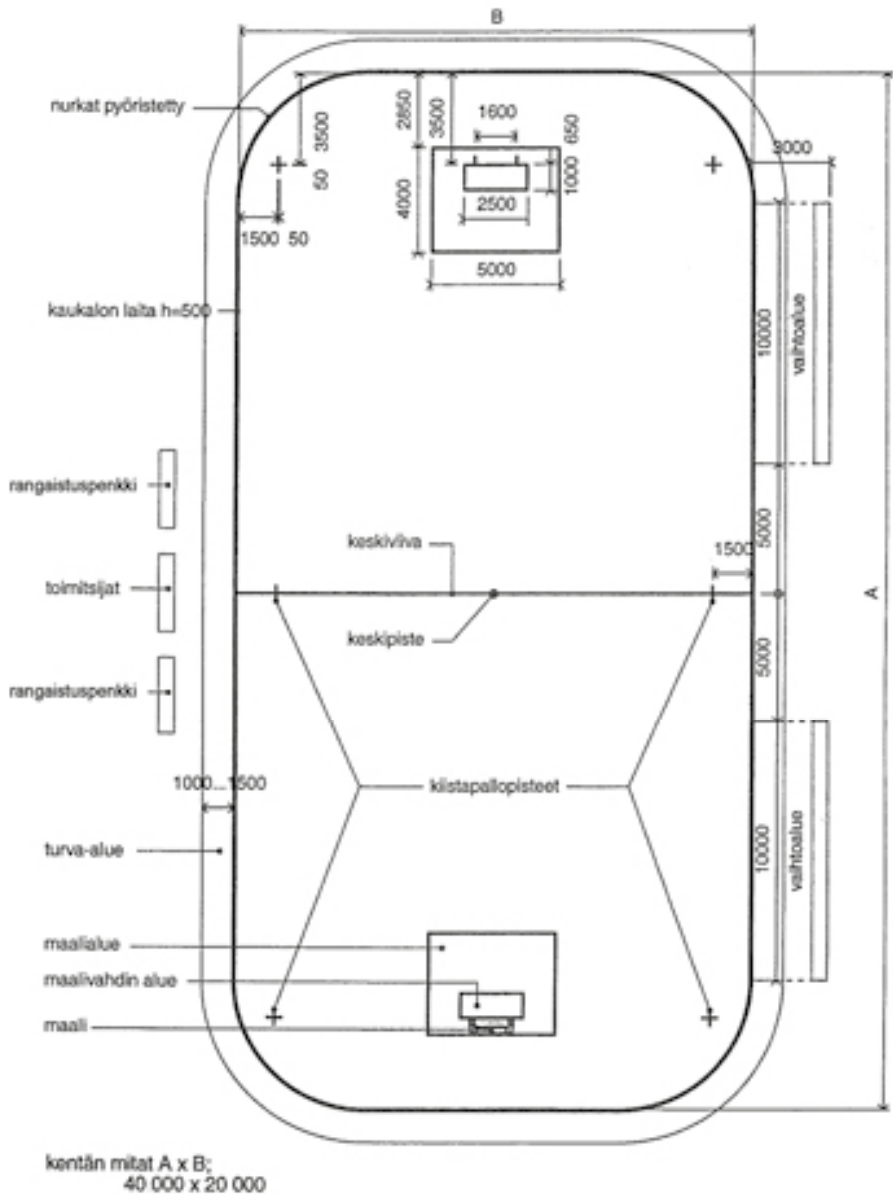 B
nurkat pyöristetty
3500
50
1500 50
2850
3500
1600
650
1000
4000
2500
5000
3000
kaukalon laita h=500
10000
vaihtoalue
rangaistuspenkki
keskiviiva
1500
5000
toimitsijat
A
keskipiste
5000
rangaistuspenkki
1000...1500
kiistapallopisteet
turva-alue
10000
vaihtoalue
maalialue
maalivahdin alue
maali
kentän mitat A x B;
40 000 x 20 000